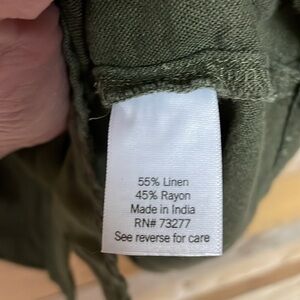 55% Linen
45% Rayon
Made in India
RN# 73277
See reverse for care